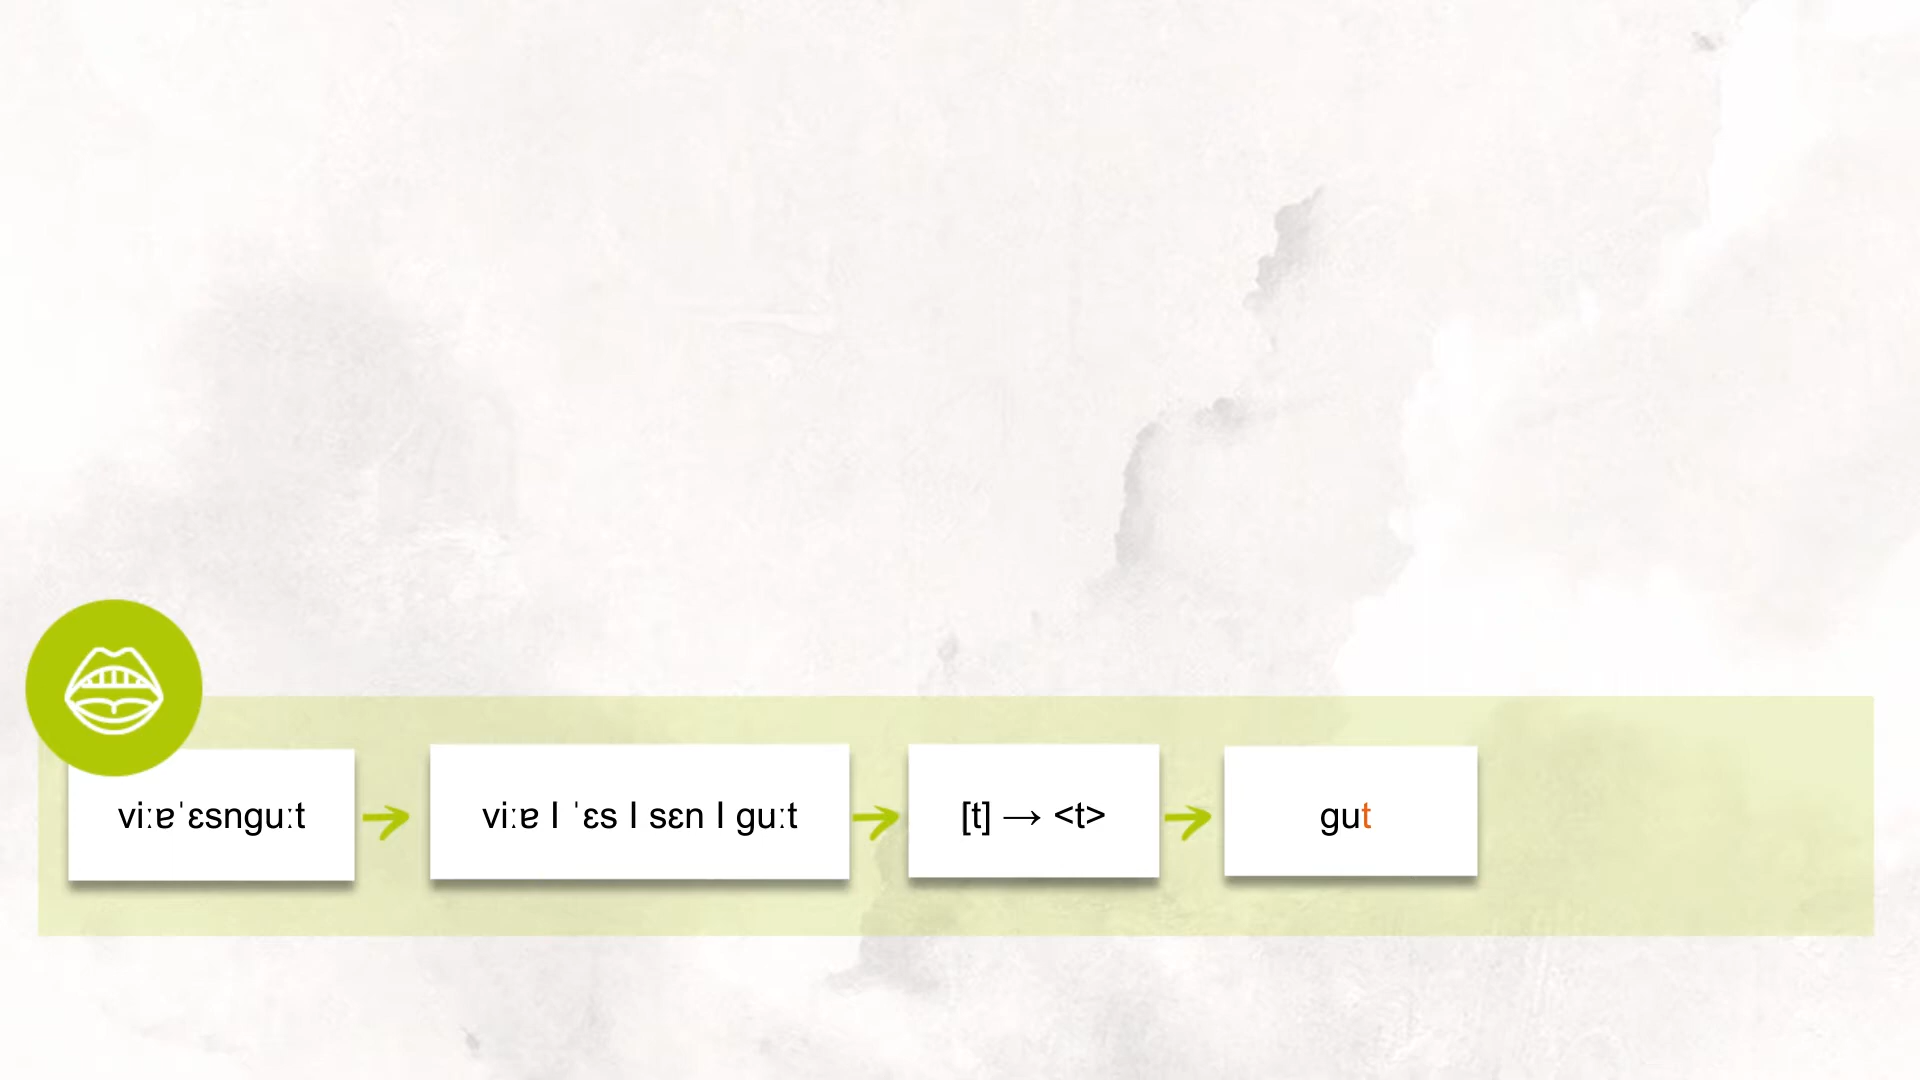 viːɐˈɛsnguːt
viːɐ I ˈɛs I sɛn I guːt
[t] → <t>
gut